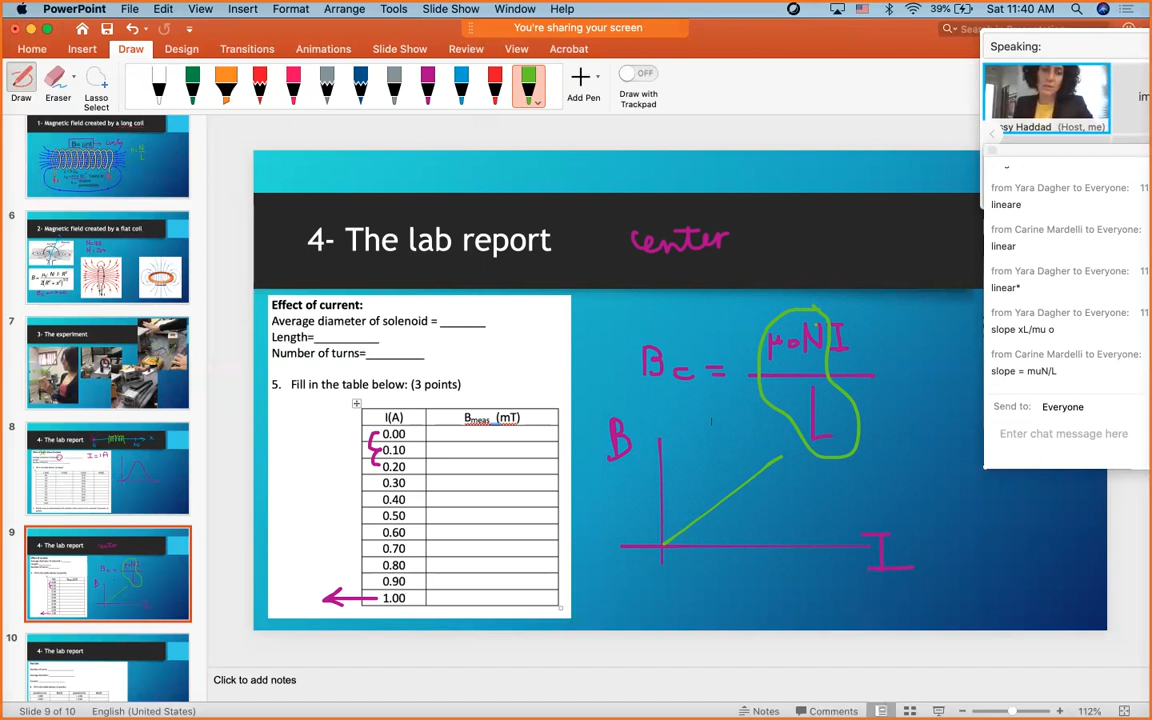 PowerPoint File Edit View Insert Format Arrange Tools Slide Show Window Help 39% Sat 11:40 AM
You're sharing your screen
Home Insert Draw Design Transitions Animations Slide Show Review View Acrobat
Draw Eraser Lasso Select Add Pen OFF Draw with Trackpad
Speaking:
ssy Haddad (Host, me)
from Yara Dagher to Everyone: 11
lineare
from Carine Mardelli to Everyone: 11
linear
from Yara Dagher to Everyone: 11
linear*
from Yara Dagher to Everyone: 11
slope xL/mu o
from Carine Mardelli to Everyone: 11
slope = muN/L
Send to: Everyone
Enter chat message here
1- Magnetic field created by a long coil
6
2- Magnetic field created by a flat coil
7
3- The experiment
8
4- The lab report
I=1A
9
4- The lab report
10
4- The lab report
4- The lab report center
Effect of current:
Average diameter of solenoid = ______
Length=__________
Number of turns=_________
5. Fill in the table below: (3 points)
I(A) Bmeas (mT)
0.00
0.10
0.20
0.30
0.40
0.50
0.60
0.70
0.80
0.90
1.00
Bc = μoNI
L
B
I
Click to add notes
Slide 9 of 10 English (United States) Notes Comments 112%